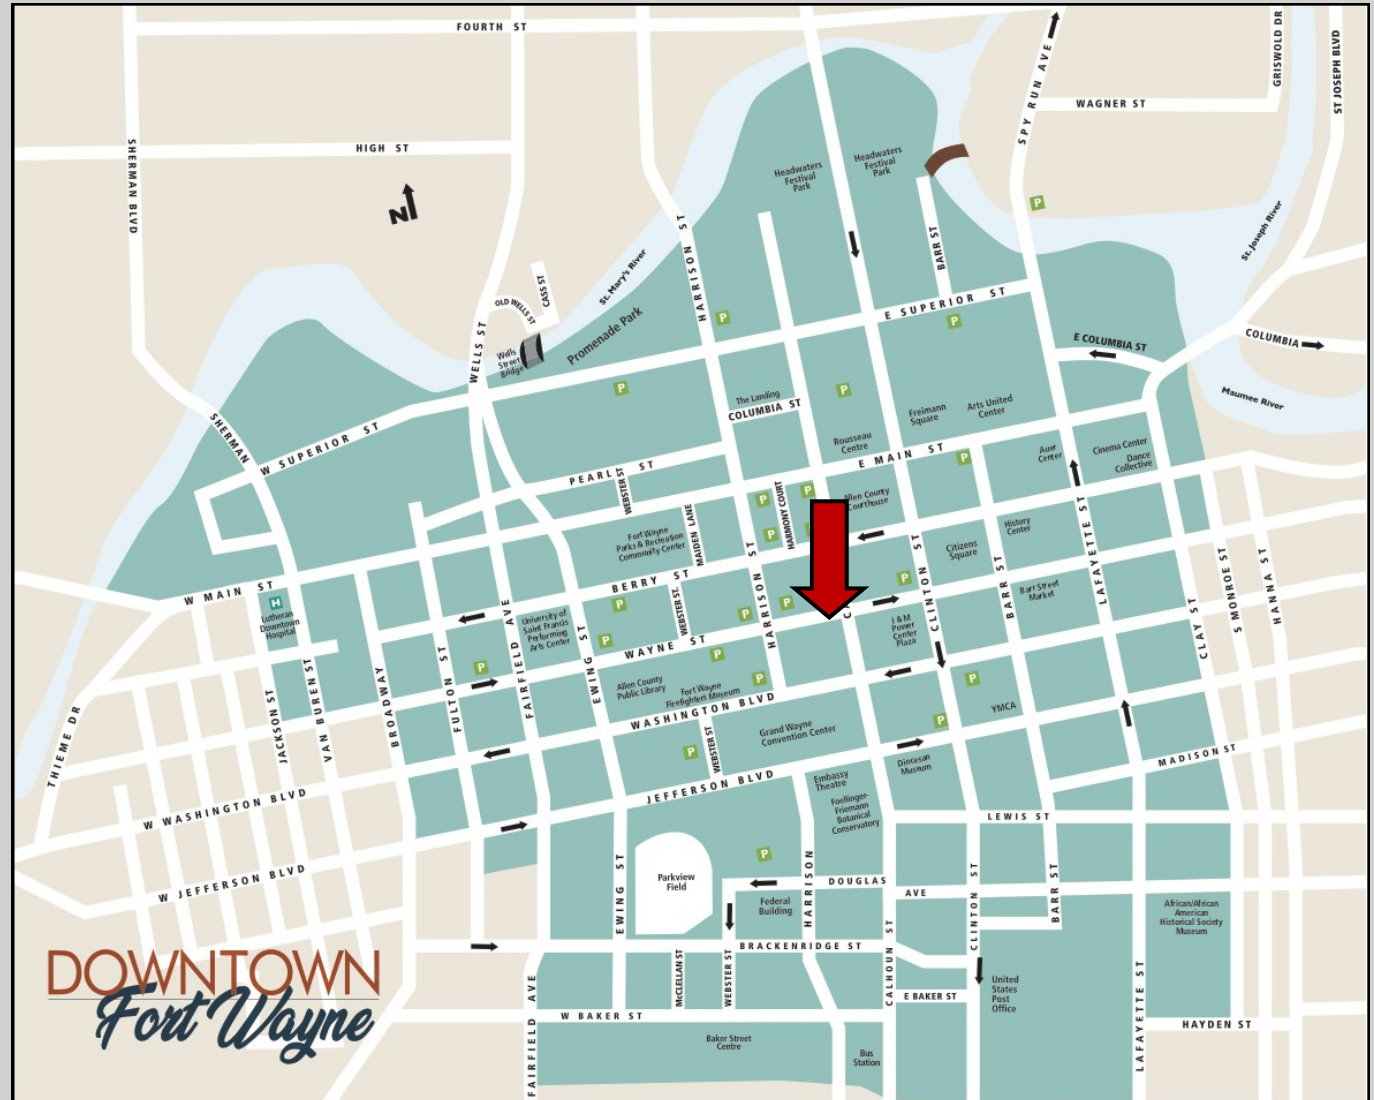 FOURTH ST
SHERMAN BLVD
HIGH ST
N
SPY RUN AVE
WAGNER ST
GRISWOLD DR
ST JOSEPH BLVD
Headwaters
Festival
Park
Headwaters
Festival
Park
P
BARR ST
St. Joseph River
HARRISON ST
St. Mary's River
CASS ST
OLD WELLS ST
WELLS ST
Wells
Street
Bridge
Promenade Park
P
E SUPERIOR ST
P
E COLUMBIA ST
COLUMBIA
Maumee River
P
P
The Landing
COLUMBIA ST
Freimann
Square
Arts United
Center
SHERMAN
W SUPERIOR ST
Rousseau
Centre
E MAIN ST
P
Auer
Center
Cinema Center
Dance
Collective
PEARL ST
WEBSTER ST
P
HARMONY COURT
P
Allen County
Courthouse
MAIDEN LANE
Fort Wayne
Parks & Recreation
Community Center
P
History
Center
Citizens
Square
LAFAYETTE ST
W MAIN ST
H
Lutheran
Downtown
Hospital
BERRY ST
P
WEBSTER ST.
P
P
P
HARRISON ST
CLINTON ST
BARR ST
Barr Street
Market
CLAY ST
S MONROE ST
HANNA ST
University of
Saint Francis
Performing
Arts Center
P
WAYNE ST
P
I & M
Power
Center
Plaza
FAIRFIELD AVE
EWING ST
FULTON ST
P
BROADWAY
VAN BUREN ST
JACKSON ST
THIEME DR
Allen County
Public Library
Fort Wayne
Firefighters Museum
P
P
WASHINGTON BLVD
YMCA
P
WEBSTER ST
P
Grand Wayne
Convention Center
Diocesan
Museum
MADISON ST
W WASHINGTON BLVD
JEFFERSON BLVD
Embassy
Theatre
Foellinger-
Friemann
Botanical
Conservatory
LEWIS ST
W JEFFERSON BLVD
P
Parkview
Field
EWING ST
HARRISON
DOUGLAS
AVE
CLINTON ST
BARR ST
Federal
Building
African/African
American
Historical Society
Museum
BRACKENRIDGE ST
McCLELLAN ST
WEBSTER ST
CALHOUN ST
E BAKER ST
United
States
Post
Office
LAFAYETTE ST
FAIRFIELD AVE
W BAKER ST
HAYDEN ST
Baker Street
Centre
Bus
Station
DOWNTOWN
Fort Wayne